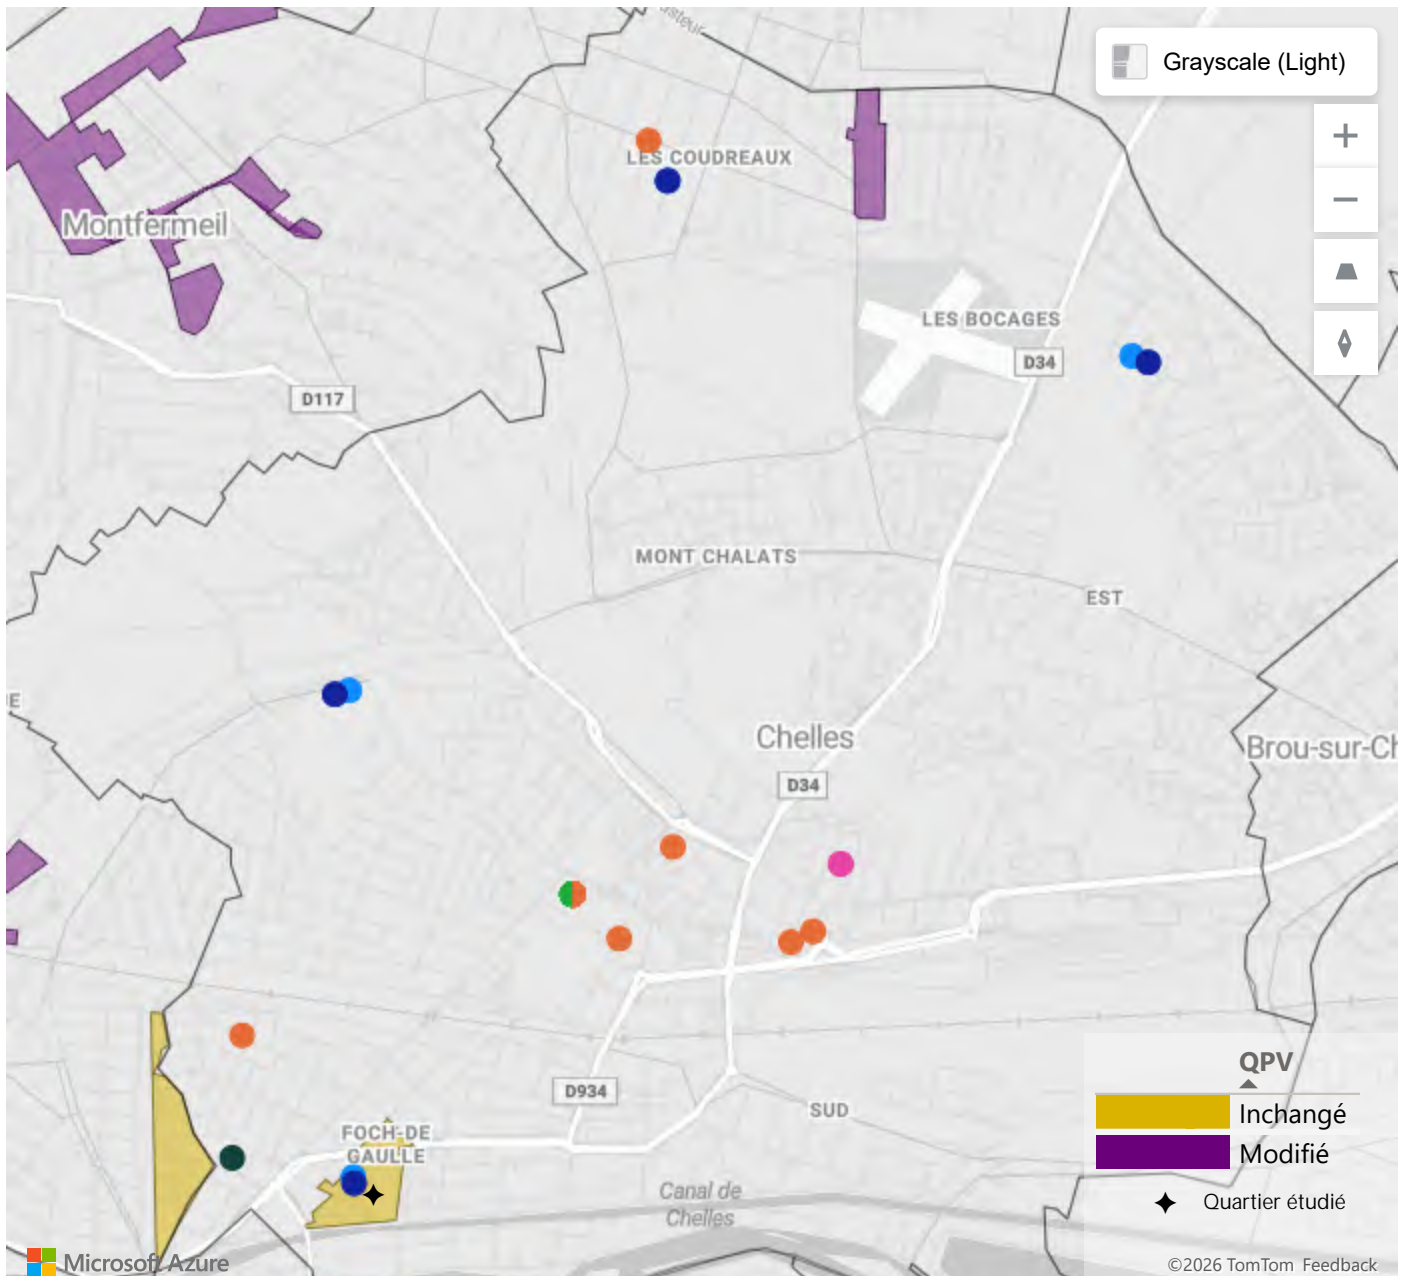 Grayscale (Light)
LES COUDREAUX
Montfermeil
LES BOCAGES
D34
D117
MONT CHALATS
EST
Chelles
Brou-sur-Ch
D34
D934
SUD
FOCH-DE
GAULLE
Canal de
Chelles
QPV
Inchangé
Modifié
Quartier étudié
Microsoft Azure
©2026 TomTom Feedback